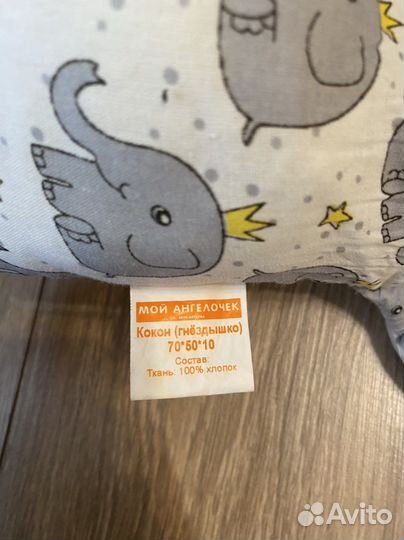 МОЙ АНГЕЛОЧЕК
Кокон (гнёздышко)
70*50*10
Состав:
Ткань: 100% хлопок
Avito